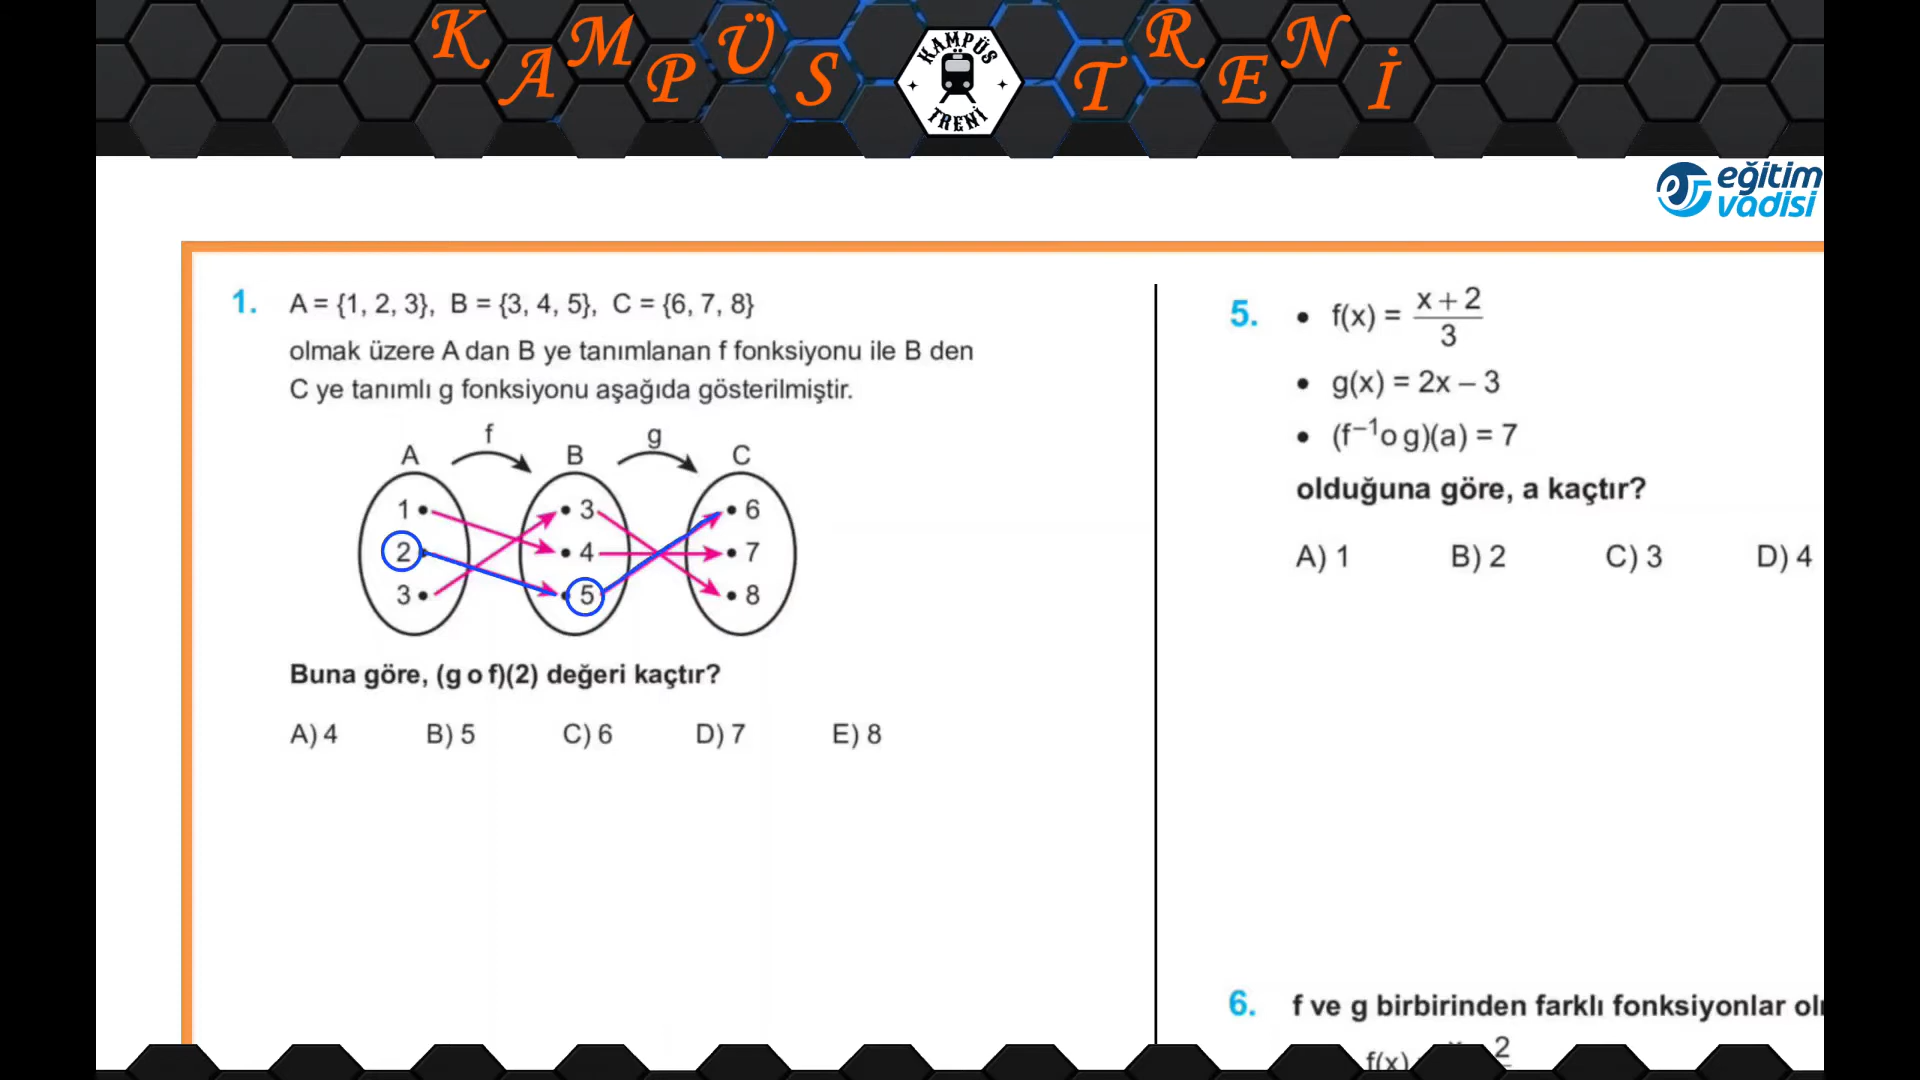 KAMPÜS TRENİ
KAMPÜS
TRENİ
eğitim
vadisi
1. A = {1, 2, 3}, B = {3, 4, 5}, C = {6, 7, 8}
olmak üzere A dan B ye tanımlanan f fonksiyonu ile B den
C ye tanımlı g fonksiyonu aşağıda gösterilmiştir.
f g
A B C
1 3 6
2 4 7
3 5 8
Buna göre, (g o f)(2) değeri kaçtır?
A) 4 B) 5 C) 6 D) 7 E) 8
5. • f(x) = x + 2 / 3
• g(x) = 2x – 3
• (f⁻¹o g)(a) = 7
olduğuna göre, a kaçtır?
A) 1 B) 2 C) 3 D) 4
6. f ve g birbirinden farklı fonksiyonlar
f(x) 2